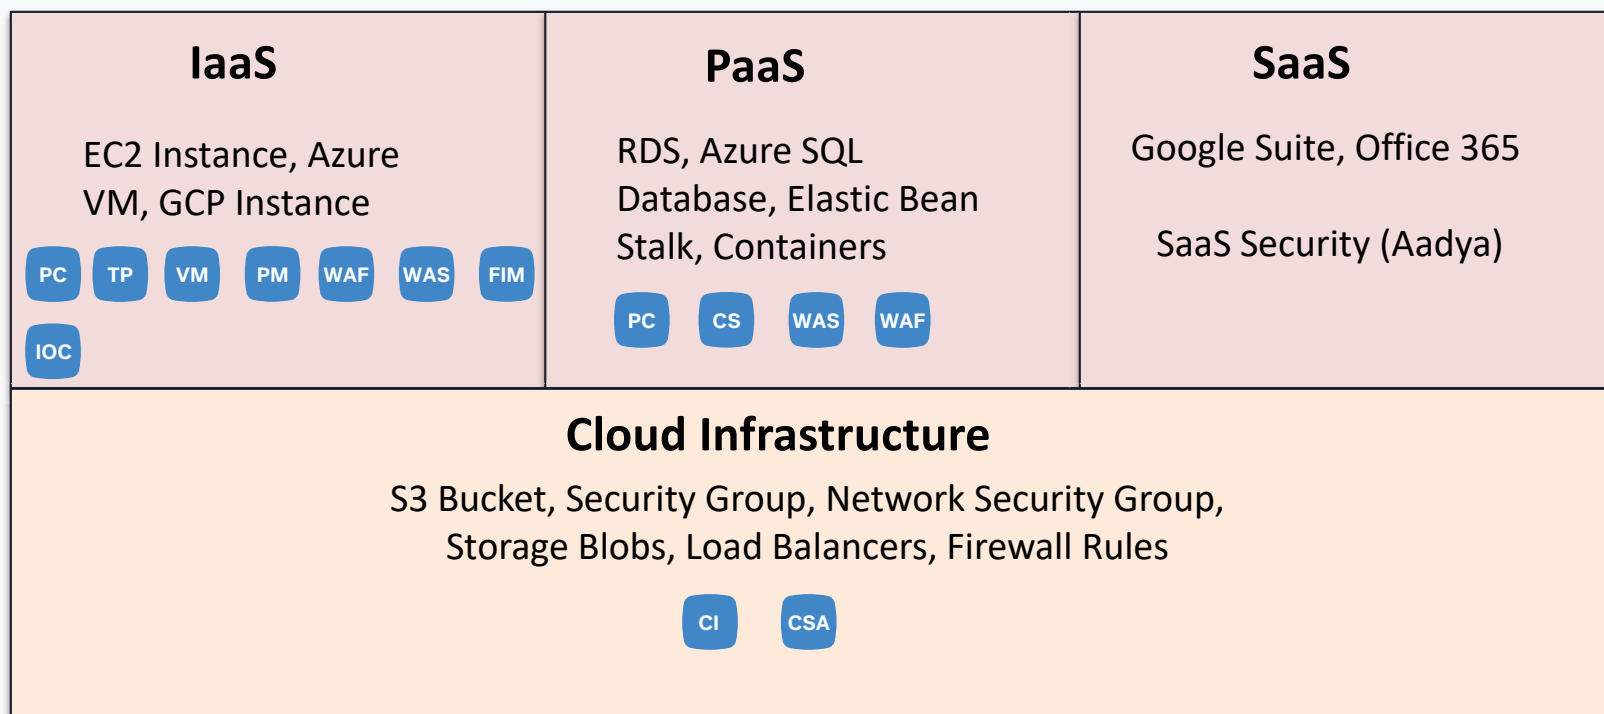 IaaS
EC2 Instance, Azure
VM, GCP Instance
PC TP VM PM WAF WAS FIM
IOC
PaaS
RDS, Azure SQL
Database, Elastic Bean
Stalk, Containers
PC CS WAS WAF
SaaS
Google Suite, Office 365
SaaS Security (Aadya)
Cloud Infrastructure
S3 Bucket, Security Group, Network Security Group,
Storage Blobs, Load Balancers, Firewall Rules
CI CSA